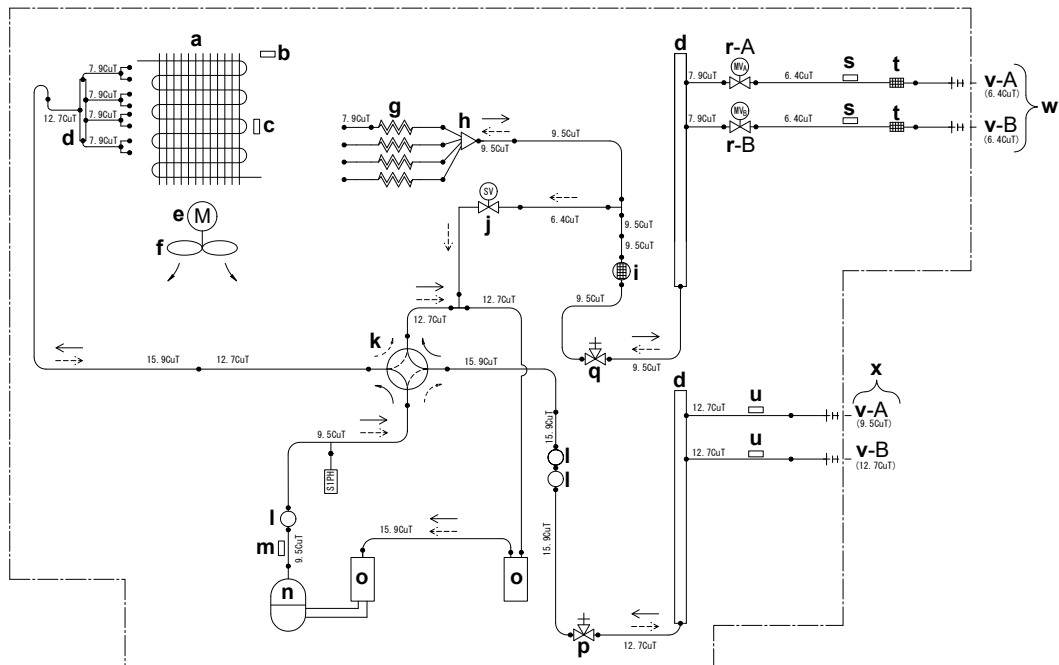 a
b
7.9CuT
7.9CuT
7.9CuT
7.9CuT
12.7CuT
d
c
e M
f
g
7.9CuT
h
9.5CuT
9.5CuT
SV
j
6.4CuT
9.5CuT
9.5CuT
i
9.5CuT
q
9.5CuT
d
r-A
MVA
7.9CuT
6.4CuT
s
t
v-A
(6.4CuT)
w
7.9CuT
MVB
r-B
6.4CuT
s
t
v-B
(6.4CuT)
k
12.7CuT
15.9CuT
12.7CuT
15.9CuT
9.5CuT
S1PH
l
m
9.5CuT
n
o
15.9CuT
o
15.9CuT
l
l
15.9CuT
p
12.7CuT
d
12.7CuT
u
x
v-A
(9.5CuT)
12.7CuT
u
v-B
(12.7CuT)